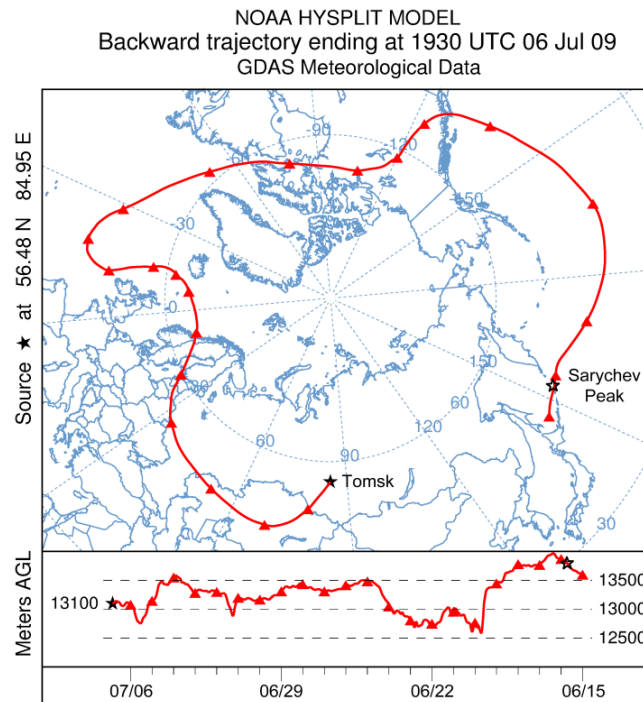 NOAA HYSPLIT MODEL
Backward trajectory ending at 1930 UTC 06 Jul 09
GDAS Meteorological Data
Source ★ at 56.48 N 84.95 E
90
60
120
30
150
0
Sarychev
Peak
150
30
60
60
120
90
Tomsk
30
Meters AGL
13100
13500
13000
12500
07/06
06/29
06/22
06/15